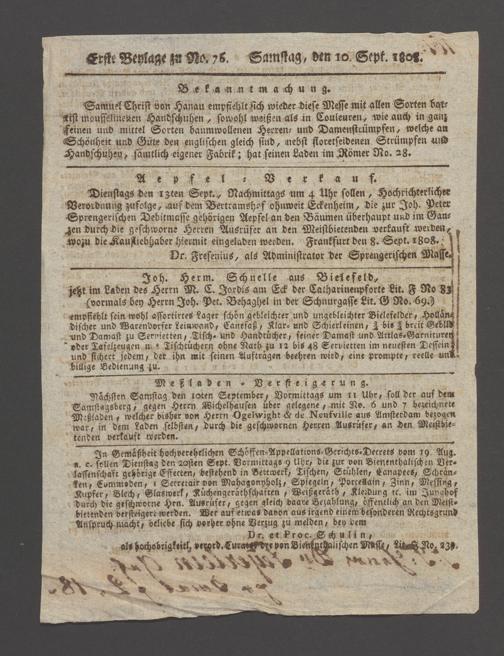 Erste Beylage zu No. 76. Samstag, den 10. Sept. 1808.
Bekanntmachung.
Samuel Christ von Hanau empfiehlt sich wieder diese Messe mit allen Sorten bat-
tist mousselinenen Handschuhen, sowohl weißen als in Couleuren, wie auch in ganz
feinen und mittel Sorten baumwollenen Herren- und Damenstrümpfen, welche an
Schönheit und Güte den englischen gleich sind, nebst floretseidenen Strümpfen und
Handschuhen, sämtlich eigener Fabrik; hat seinen Laden im Römer No. 28.
Aepfel-Verkauf.
Dienstags den 13ten Sept., Nachmittags um 4 Uhr sollen, Hochrichterlicher
Verordnung zufolge, auf dem Bertramshof ohnweit Eckenheim, die zur Joh. Peter
Sprengerischen Debitmasse gehörigen Aepfel an den Bäumen überhaupt und im Gan-
zen durch die geschworne Herren Ausrüfer an den Meistbietenden verkauft werden,
wozu die Kaufliebhaber hiermit eingeladen werden. Frankfurt den 8. Sept. 1808.
Dr. Fresenius, als Administrator der Sprengerischen Masse.
Joh. Herm. Schnelle aus Bielefeld,
jetzt im Laden des Herrn M. C. Jordis am Eck der Catharinenpforte Lit. F No 83
(vormals bey Herrn Joh. Pet. Behaghel in der Schnurgasse Lit. G No. 69.)
empfiehlt sein wohl assortirtes Lager schön gebleichter und ungebleichter Bielefelder, Hollän-
discher und Warendorfer Leinwand, Canefaß, Klar- und Schierleinen, breit Gebild
und Damast zu Servietten, Tisch- und Handtücher, feiner Damast und Atlas-Garnituren
oder Tafelzeugen m. 1 Tischtüchern ohne Nath zu 12 bis 48 Servietten im neuesten Dessein
und sichert jedem, der ihn mit seinen Aufträgen beehren wird, eine prompte, reelle und
billige Bedienung zu.
Meßladen-Versteigerung.
Nächsten Samstag den 10ten September, Vormittags um 11 Uhr, soll der auf dem
Samstagsberg, gegen Herrn Wichelhausen über gelegene, mit No. 6 und 7 bezeichnete
Meßladen, welcher bisher von Herrn Ogelwight & de Neufville aus Amsterdam bezogen
war, in dem Laden selbsten, durch die geschwornen Herren Ausrüfer, an den Meistbie-
tenden verkauft werden.
In Gemäßheit hochverehrlichen Schöffen-Appellations-Gerichts-Decrets vom 19. Aug.
a. c. sollen Dienstag den 20sten Sept. Vormittags 9 Uhr, die zur von Bienenthalischen Ver-
lassenschaft gehörige Effecten, bestehend in Bettwerk, Tischen, Stühlen, Canapees, Schrän-
ken, Commoden, 1 Secretair von Mahagonyholz, Spiegeln, Porcellain, Zinn, Messing,
Kupfer, Blech, Glaswerk, Küchengeräthschaften, Weißgeräth, Kleidung ec. im Junghof
durch die geschworne Hrn. Ausrüfer, gegen gleich baare Bezahlung, öffentlich an den Meist-
bietenden versteigert werden. Wer auf etwas davon aus irgend einem besonderen Rechtsgrund
Anspruch macht, beliebe sich vorher ohne Verzug zu melden, bey dem
Dr. et Proc. Schulin,
als hochobrigkeitl. verord. Curatore der von Bienenthalischen Masse, Lit. G No. 239.